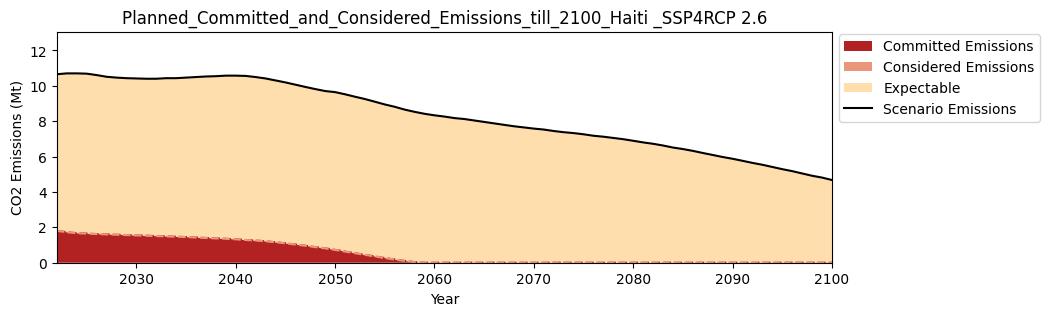 Planned_Committed_and_Considered_Emissions_till_2100_Haiti _SSP4RCP 2.6
CO2 Emissions (Mt)
12
10
8
6
4
2
0
2030 2040 2050 2060 2070 2080 2090 2100
Year
Committed Emissions
Considered Emissions
Expectable
Scenario Emissions